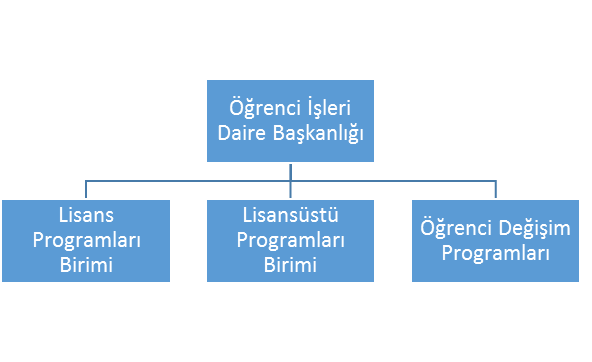 Öğrenci İşleri
Daire Başkanlığı
Lisans
Programları
Birimi
Lisansüstü
Programları
Birimi
Öğrenci Değişim
Programları